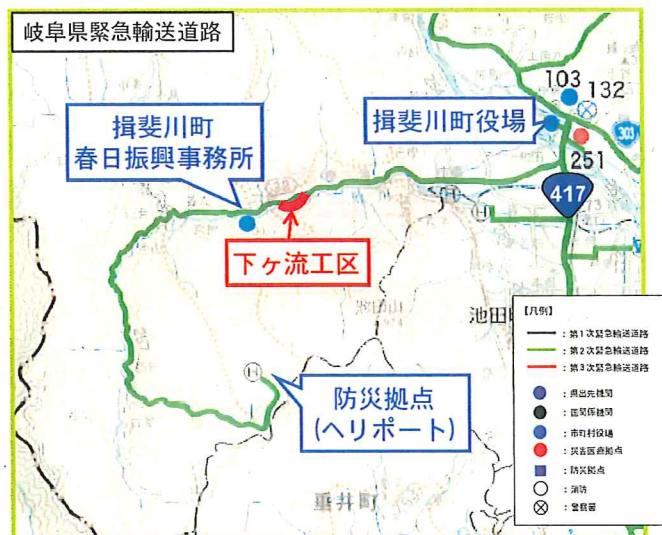 岐阜県緊急輸送道路
103
132
揖斐川町
春日振興事務所
揖斐川町役場
303
251
417
下ヶ流工区
H
H
池田町
【凡例】
：第1次緊急輸送道路
：第2次緊急輸送道路
：第3次緊急輸送道路
：県出先機関
：国関係機関
：市町村役場
：災害医療拠点
：防災拠点
：消防
：警察署
H
防災拠点
(ヘリポート)
垂井町